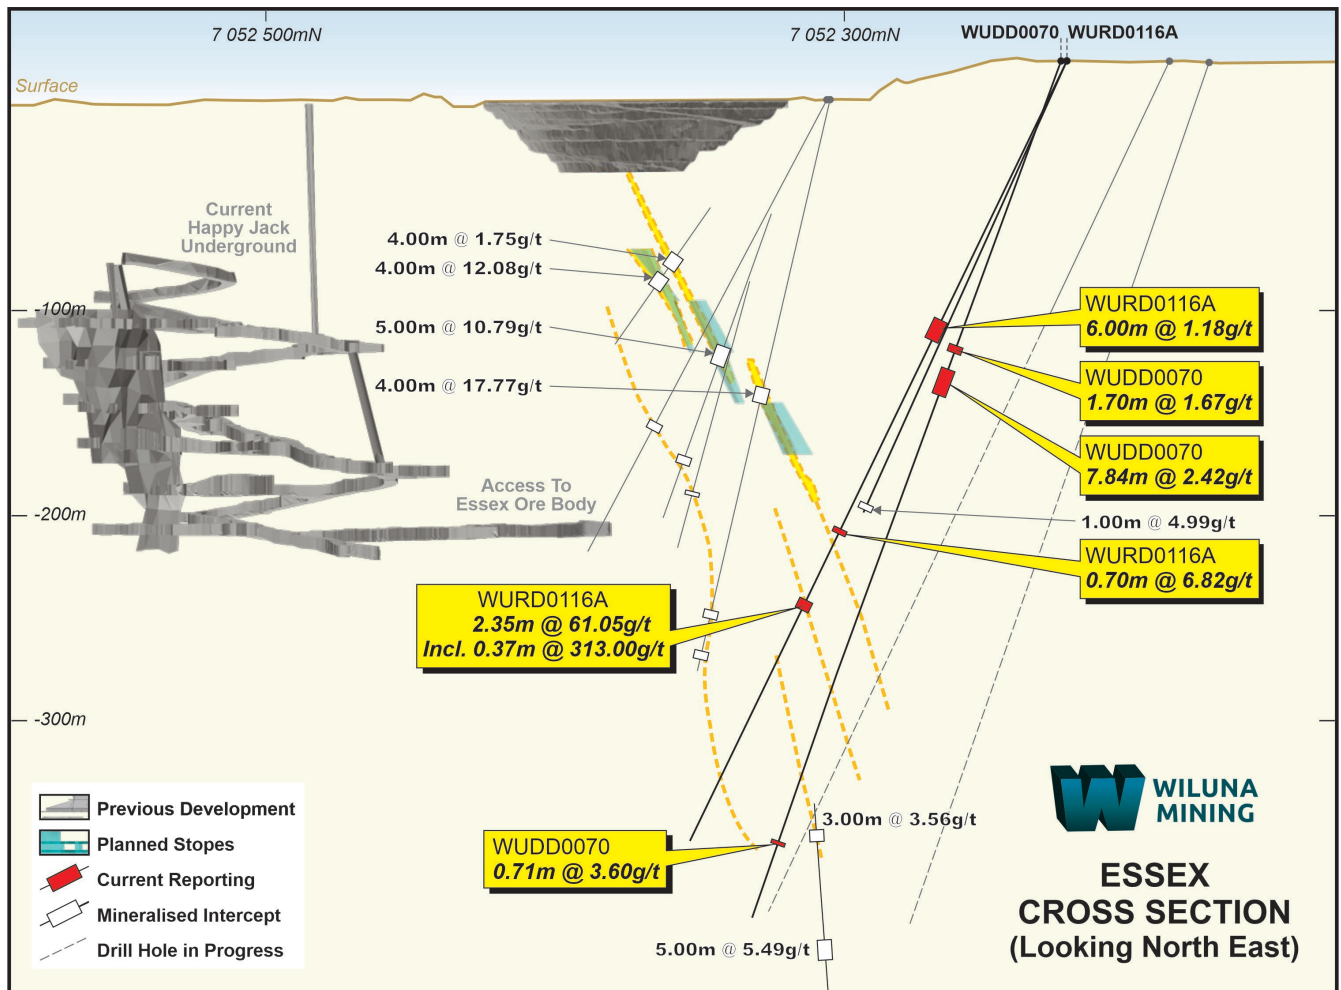 7 052 500mN
7 052 300mN
WUDD0070 WURD0116A
Surface
Current
Happy Jack
Underground
4.00m @ 1.75g/t
4.00m @ 12.08g/t
5.00m @ 10.79g/t
4.00m @ 17.77g/t
-100m
WURD0116A
6.00m @ 1.18g/t
WUDD0070
1.70m @ 1.67g/t
WUDD0070
7.84m @ 2.42g/t
Access To
Essex Ore Body
-200m
1.00m @ 4.99g/t
WURD0116A
0.70m @ 6.82g/t
WURD0116A
2.35m @ 61.05g/t
Incl. 0.37m @ 313.00g/t
-300m
3.00m @ 3.56g/t
WUDD0070
0.71m @ 3.60g/t
5.00m @ 5.49g/t
Previous Development
Planned Stopes
Current Reporting
Mineralised Intercept
Drill Hole in Progress
W WILUNA
MINING
ESSEX
CROSS SECTION
(Looking North East)